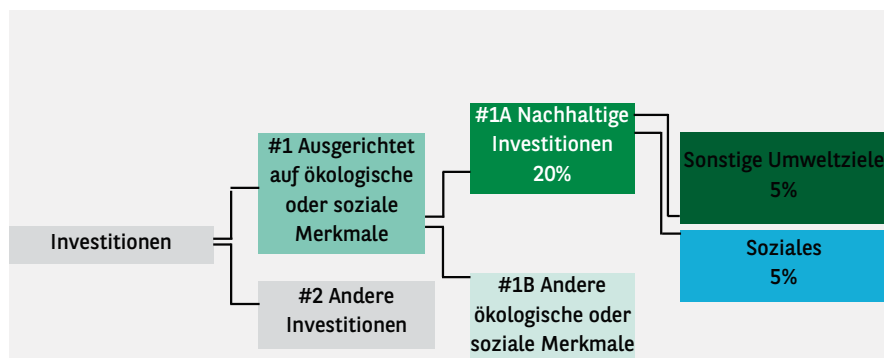 Investitionen
#1 Ausgerichtet
auf ökologische
oder soziale
Merkmale
#2 Andere
Investitionen
#1A Nachhaltige
Investitionen
20%
#1B Andere
ökologische oder
soziale Merkmale
Sonstige Umweltziele
5%
Soziales
5%